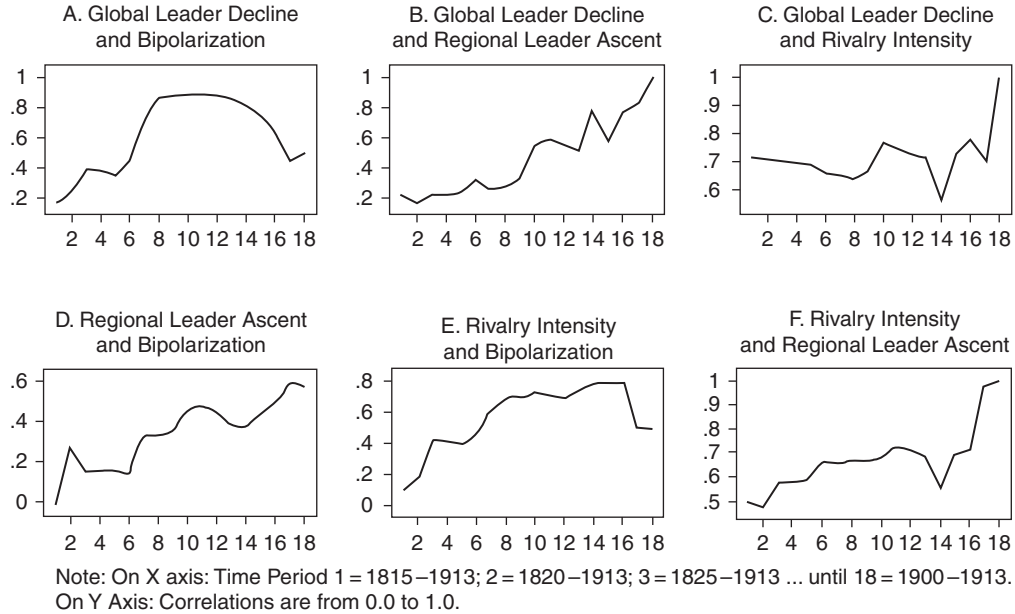 A. Global Leader Decline
and Bipolarization
B. Global Leader Decline
and Regional Leader Ascent
C. Global Leader Decline
and Rivalry Intensity
1
.8
.6
.4
.2
2 4 6 8 10 12 14 16 18
1
.8
.6
.4
.2
2 4 6 8 10 12 14 16 18
1
.9
.8
.7
.6
2 4 6 8 10 12 14 16 18
D. Regional Leader Ascent
and Bipolarization
E. Rivalry Intensity
and Bipolarization
F. Rivalry Intensity
and Regional Leader Ascent
.6
.4
.2
0
2 4 6 8 10 12 14 16 18
.8
.6
.4
.2
0
2 4 6 8 10 12 14 16 18
1
.9
.8
.7
.6
.5
2 4 6 8 10 12 14 16 18
Note: On X axis: Time Period 1 = 1815–1913; 2 = 1820–1913; 3 = 1825–1913 ... until 18 = 1900–1913.
On Y Axis: Correlations are from 0.0 to 1.0.